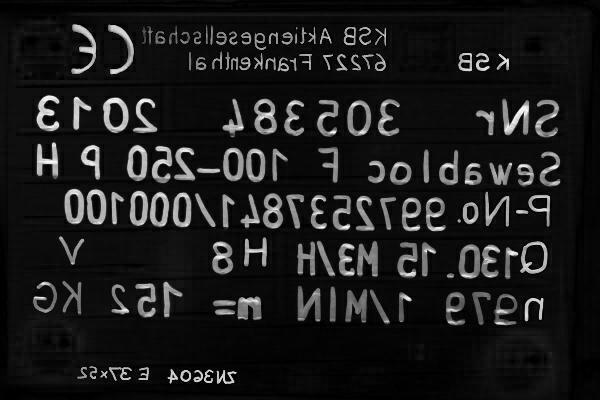 KSB Aktiengesellschaft CE
KSB 67227 Frankenthal
SNr 305384 2013
Sewabloc F 100-250 P H
P-No. 9972537841/000100
Q130.15 M3/H H8 V
n979 1/MIN m= 152 KG
ZN3604 E 37x52